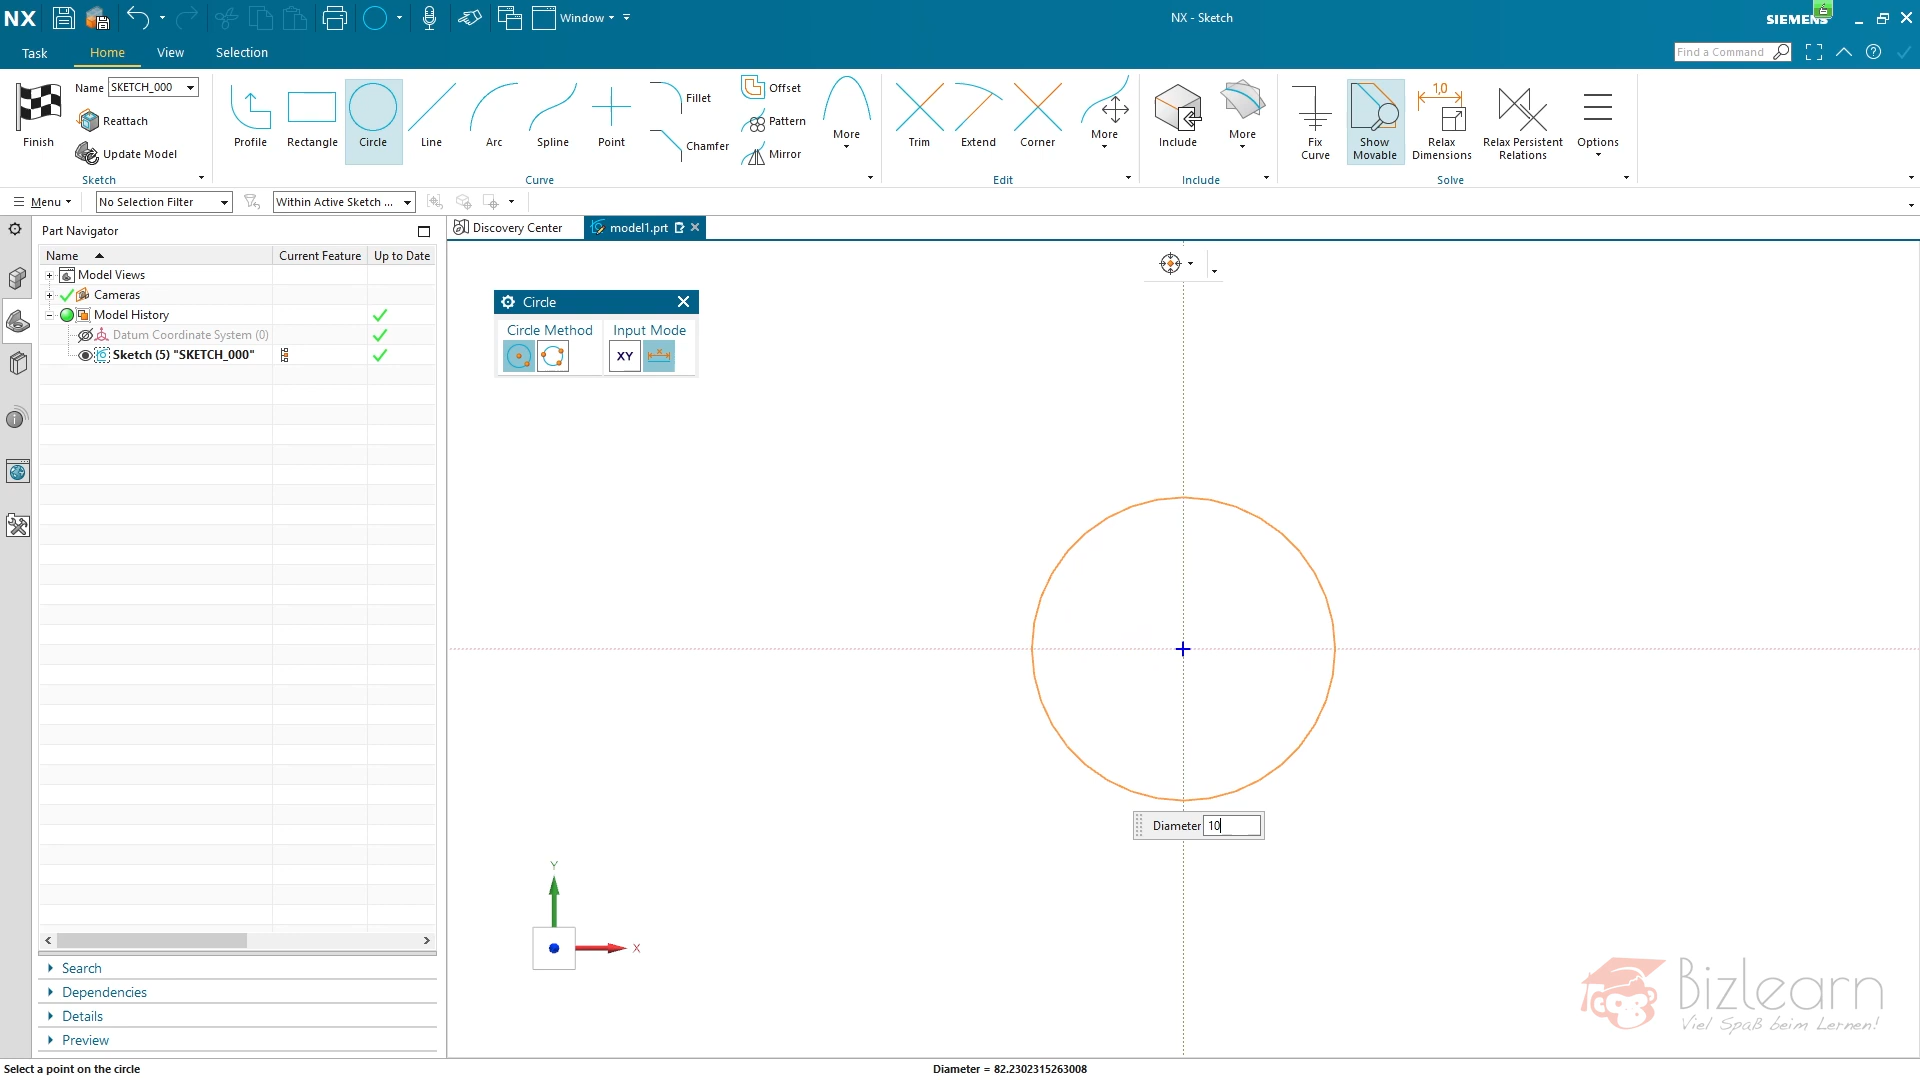 NX
Window
NX - Sketch
SIEMENS
Task
Home
View
Selection
Find a Command
Finish
Name SKETCH_000
Reattach
Update Model
Sketch
Profile
Rectangle
Circle
Line
Arc
Spline
Point
Fillet
Chamfer
Offset
Pattern
Mirror
More
Curve
Trim
Extend
Corner
More
Edit
Include
More
Include
Fix
Curve
Show
Movable
1,0
Relax
Dimensions
Relax Persistent
Relations
Options
Solve
Menu
No Selection Filter
Within Active Sketch ...
Part Navigator
Discovery Center
model1.prt
Name
Current Feature
Up to Date
Model Views
Cameras
Model History
Datum Coordinate System (0)
Sketch (5) "SKETCH_000"
Circle
Circle Method
Input Mode
XY
Diameter 10
Y
X
Search
Dependencies
Details
Preview
Bizlearn
Viel Spaß beim Lernen!
Select a point on the circle
Diameter = 82.2302315263008